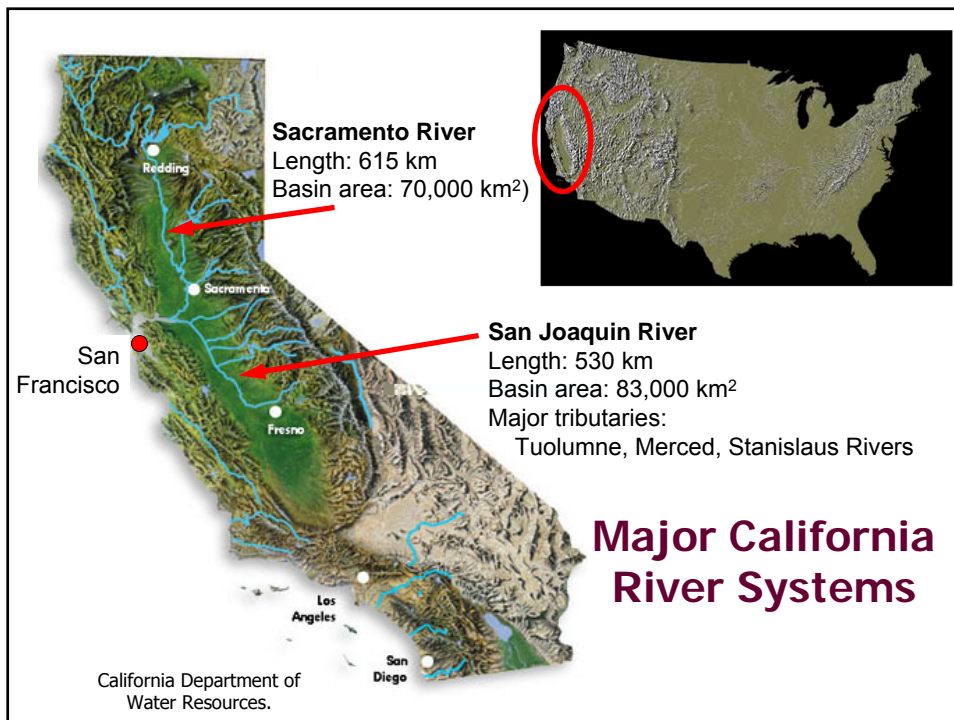 Sacramento River
Length: 615 km
Basin area: 70,000 km²)
Redding
Sacramento
San Joaquin River
Length: 530 km
Basin area: 83,000 km²
Major tributaries:
Tuolumne, Merced, Stanislaus Rivers
San
Francisco
Fresno
Major California
River Systems
Los
Angeles
San
Diego
California Department of
Water Resources.